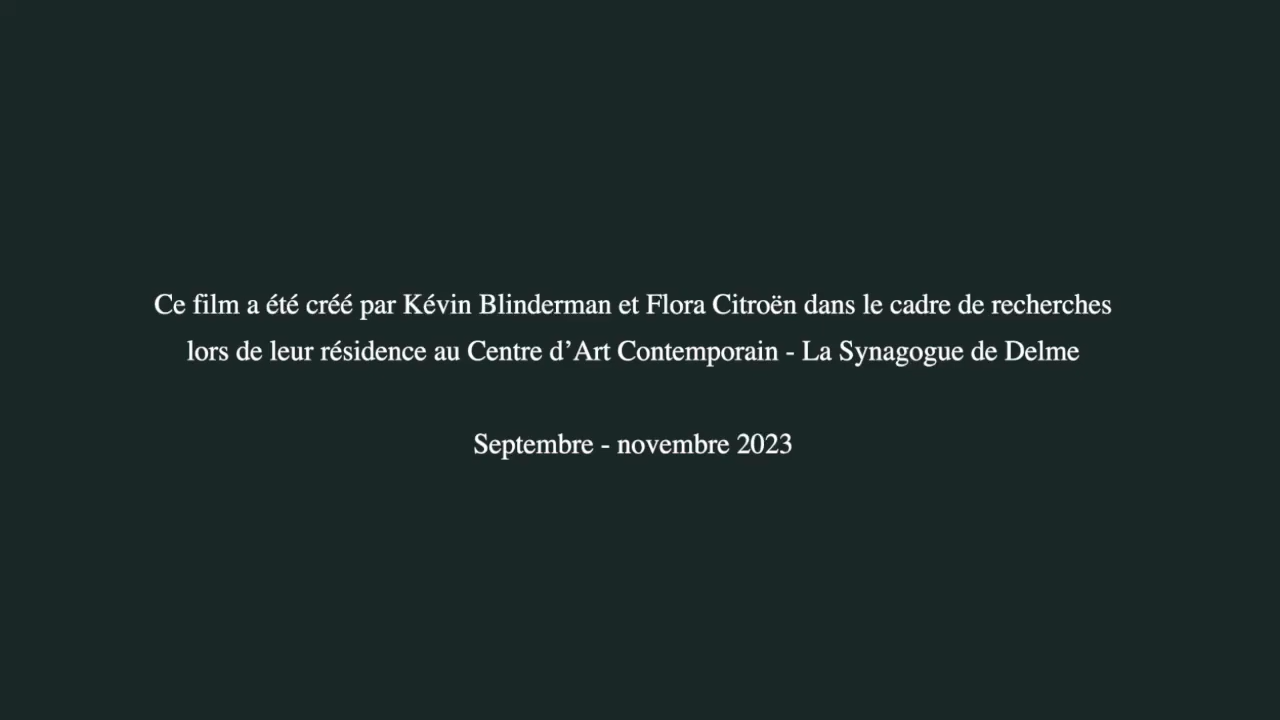 Ce film a été créé par Kévin Blinderman et Flora Citroën dans le cadre de recherches
lors de leur résidence au Centre d’Art Contemporain - La Synagogue de Delme
Septembre - novembre 2023